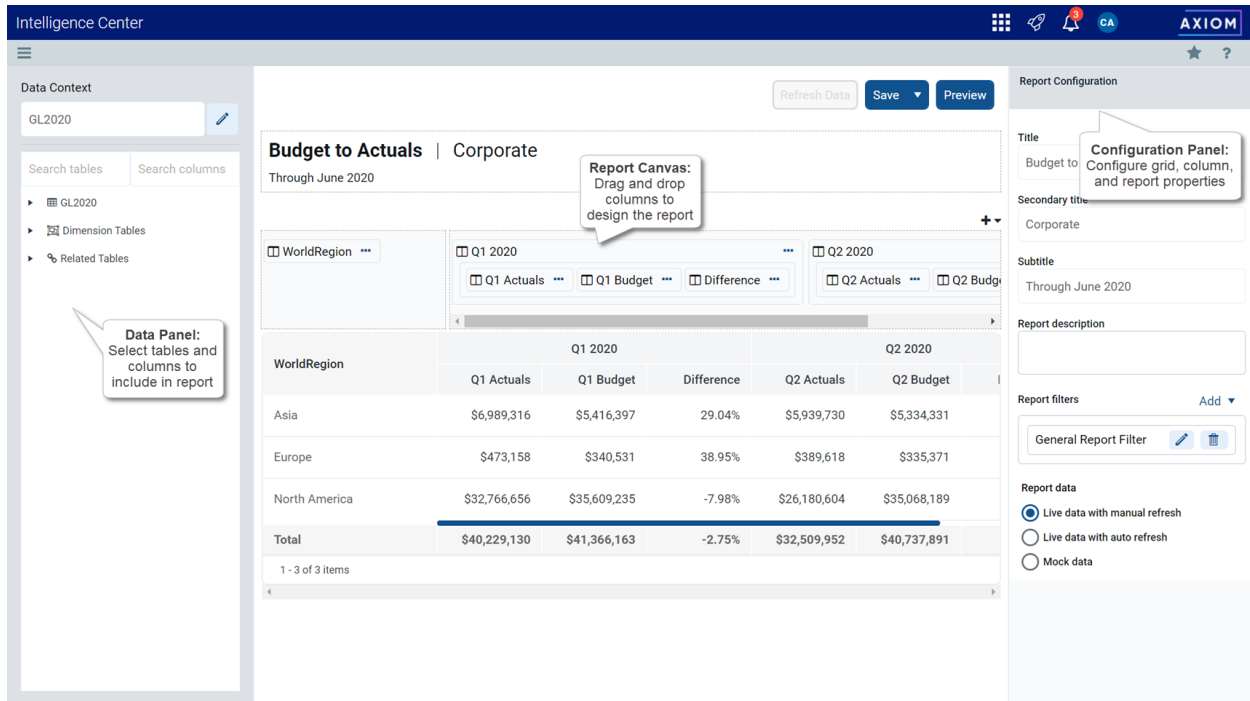 Intelligence Center
3
CA
AXIOM
?
Data Context
GL2020
Search tables
Search columns
GL2020
Dimension Tables
Related Tables
Data Panel:
Select tables and
columns to
include in report
Refresh Data
Save
Preview
Budget to Actuals | Corporate
Through June 2020
Report Canvas:
Drag and drop
columns to
design the report
WorldRegion
Q1 2020
Q2 2020
Q1 Actuals
Q1 Budget
Difference
Q2 Actuals
Q2 Budge
WorldRegion
Q1 2020
Q2 2020
Q1 Actuals
Q1 Budget
Difference
Q2 Actuals
Q2 Budget
Asia $6,989,316 $5,416,397 29.04% $5,939,730 $5,334,331
Europe $473,158 $340,531 38.95% $389,618 $335,371
North America $32,766,656 $35,609,235 -7.98% $26,180,604 $35,068,189
Total $40,229,130 $41,366,163 -2.75% $32,509,952 $40,737,891
1 - 3 of 3 items
Report Configuration
Title
Budget to
Configuration Panel:
Configure grid, column,
and report properties
Secondary title
Corporate
Subtitle
Through June 2020
Report description
Report filters
Add
General Report Filter
Report data
Live data with manual refresh
Live data with auto refresh
Mock data